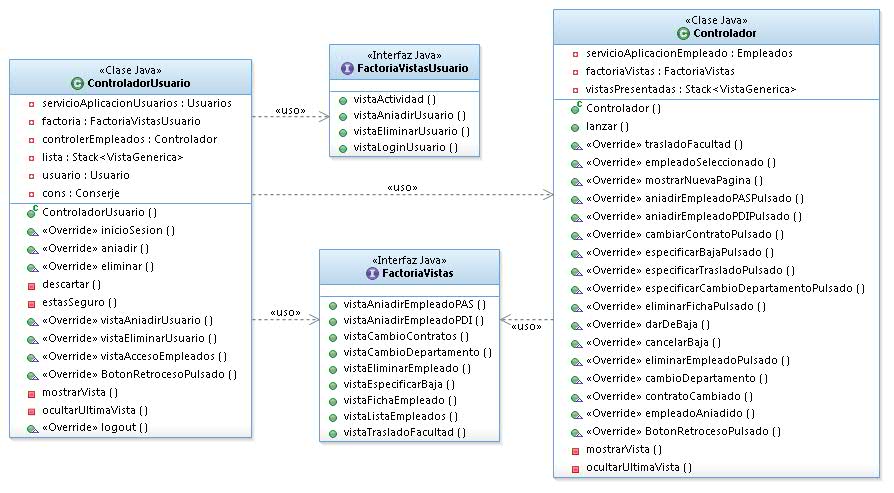 «Clase Java»
ControladorUsuario
servicioAplicacionUsuarios : Usuarios
factoria : FactoriaVistasUsuario
controlerEmpleados : Controlador
lista : Stack<VistaGenerica>
usuario : Usuario
cons : Conserje
ControladorUsuario ()
«Override» inicioSesion ()
«Override» aniadir ()
«Override» eliminar ()
descartar ()
estasSeguro ()
«Override» vistaAniadirUsuario ()
«Override» vistaEliminarUsuario ()
«Override» vistaAccesoEmpleados ()
«Override» BotonRetrocesoPulsado ()
mostrarVista ()
ocultarUltimaVista ()
«Override» logout ()
«uso»
«uso»
«uso»
«Interfaz Java»
FactoriaVistasUsuario
vistaActividad ()
vistaAniadirUsuario ()
vistaEliminarUsuario ()
vistaLoginUsuario ()
«Interfaz Java»
FactoriaVistas
vistaAniadirEmpleadoPAS ()
vistaAniadirEmpleadoPDI ()
vistaCambioContratos ()
vistaCambioDepartamento ()
vistaEliminarEmpleado ()
vistaEspecificarBaja ()
vistaFichaEmpleado ()
vistaListaEmpleados ()
vistaTrasladoFacultad ()
«uso»
«Clase Java»
Controlador
servicioAplicacionEmpleado : Empleados
factoriaVistas : FactoriaVistas
vistasPresentadas : Stack<VistaGenerica>
Controlador ()
lanzar ()
«Override» trasladoFacultad ()
«Override» empleadoSeleccionado ()
«Override» mostrarNuevaPagina ()
«Override» aniadirEmpleadoPASPulsado ()
«Override» aniadirEmpleadoPDIPulsado ()
«Override» cambiarContratoPulsado ()
«Override» especificarBajaPulsado ()
«Override» especificarTrasladoPulsado ()
«Override» especificarCambioDepartamentoPulsado ()
«Override» eliminarFichaPulsado ()
«Override» darDeBaja ()
«Override» cancelarBaja ()
«Override» eliminarEmpleadoPulsado ()
«Override» cambioDepartamento ()
«Override» contratoCambiado ()
«Override» empleadoAniadido ()
«Override» BotonRetrocesoPulsado ()
mostrarVista ()
ocultarUltimaVista ()